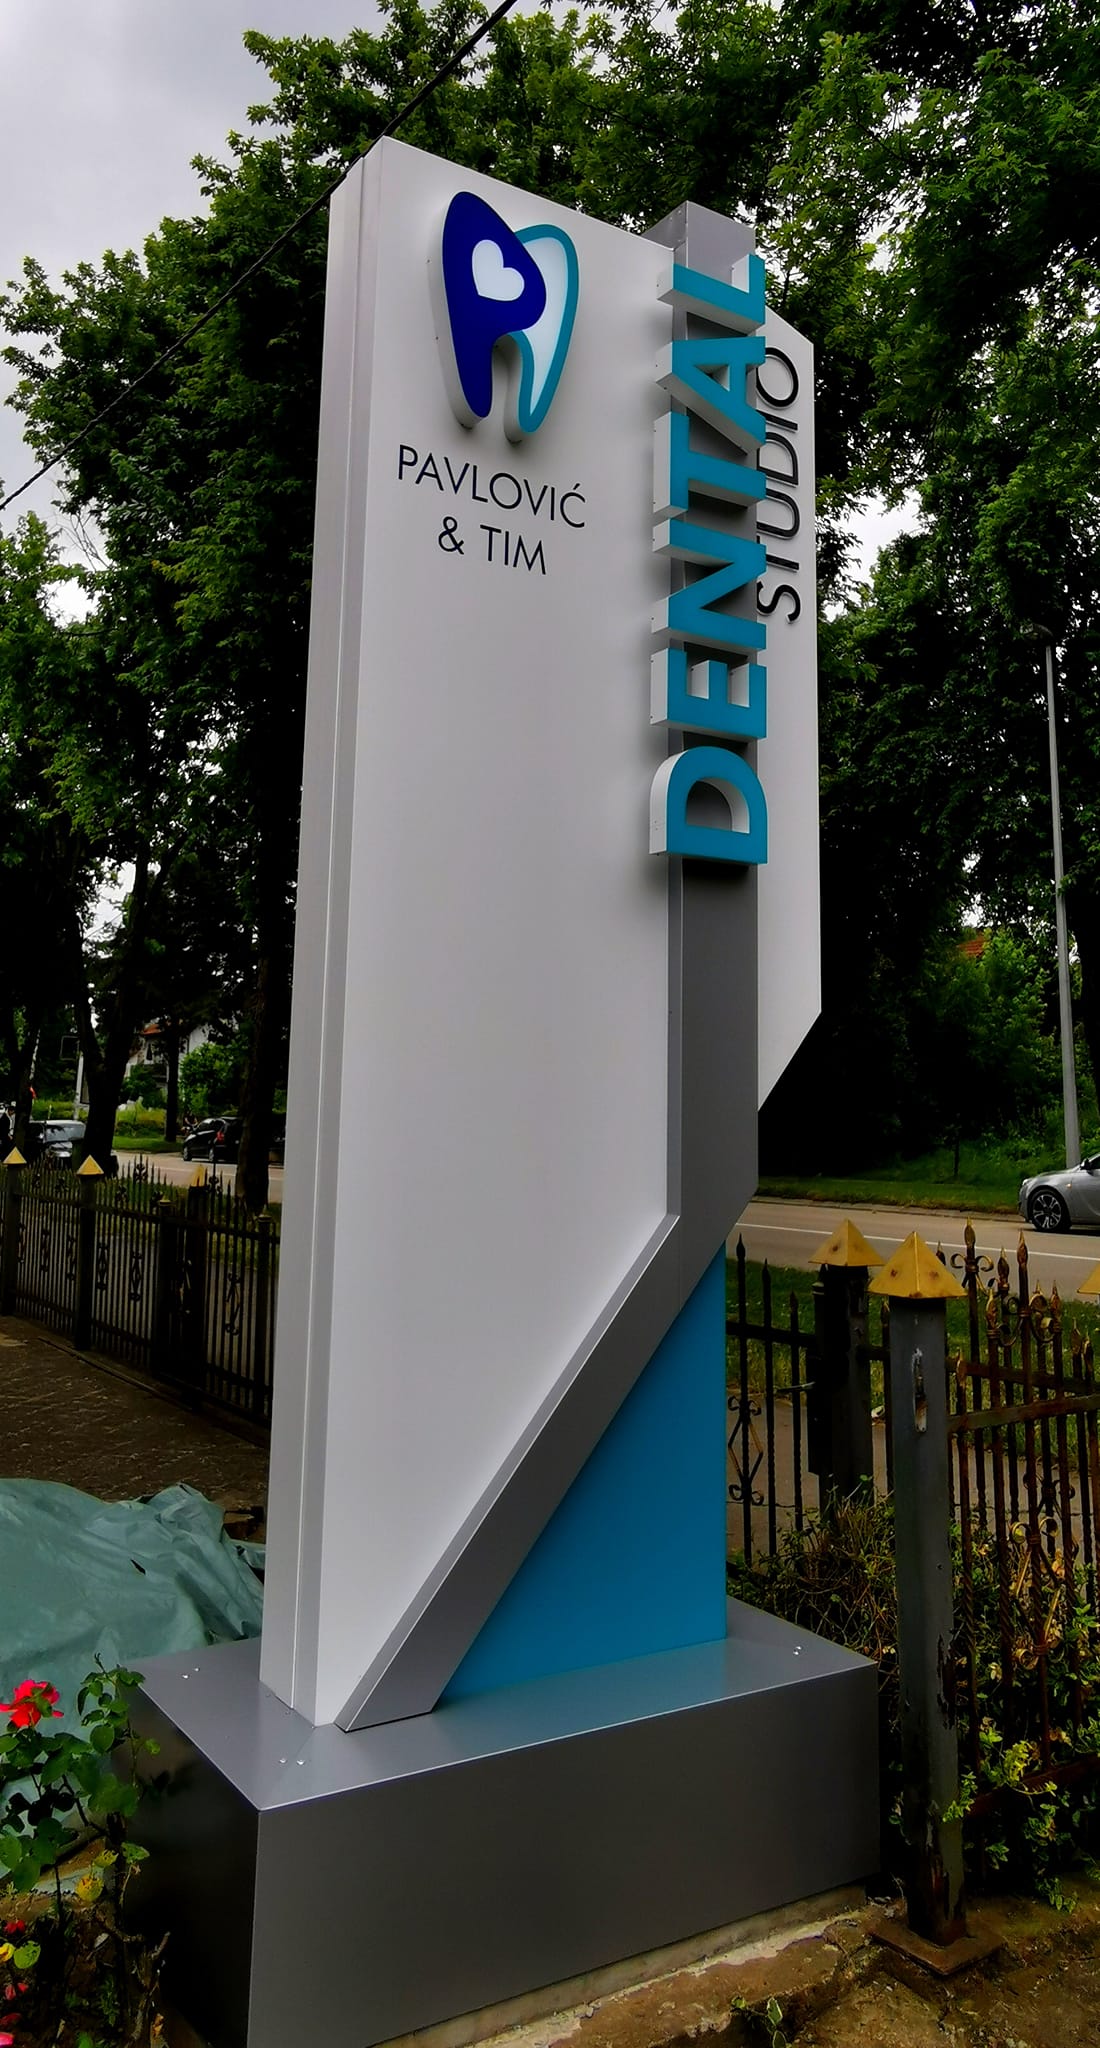 PAVLOVIĆ
& TIM
DENTAL
STUDIO